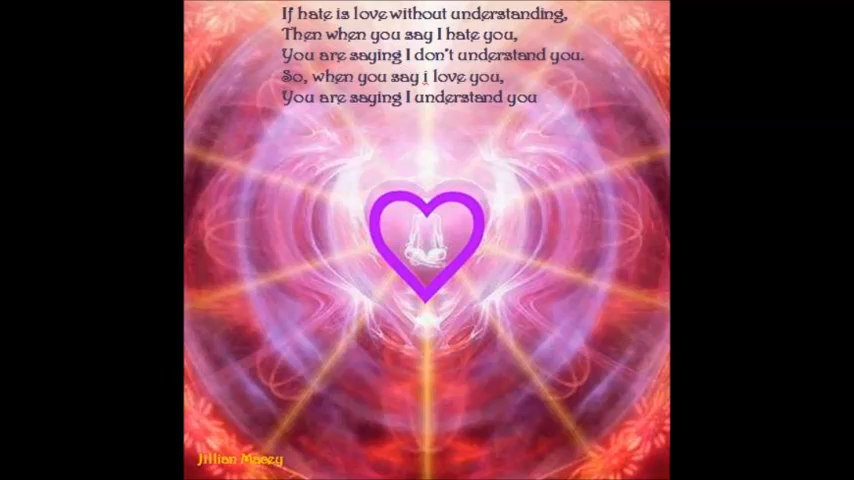 If hate is love without understanding,
Then when you say I hate you,
You are saying I don't understand you.
So, when you say i love you,
You are saying I understand you
Jillian Macey